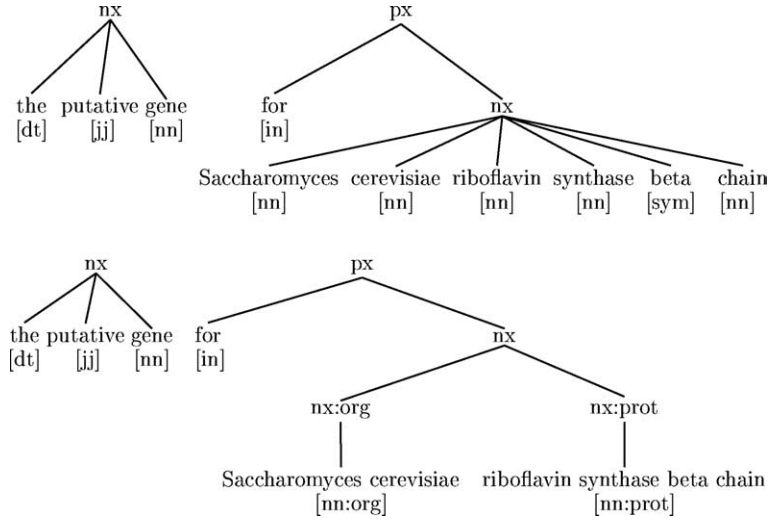 nx px
the putative gene for nx
[dt] [jj] [nn] [in]
Saccharomyces cerevisiae riboflavin synthase beta chain
[nn] [nn] [nn] [nn] [sym] [nn]
nx px
the putative gene for nx
[dt] [jj] [nn] [in]
nx:org nx:prot
Saccharomyces cerevisiae riboflavin synthase beta chain
[nn:org] [nn:prot]